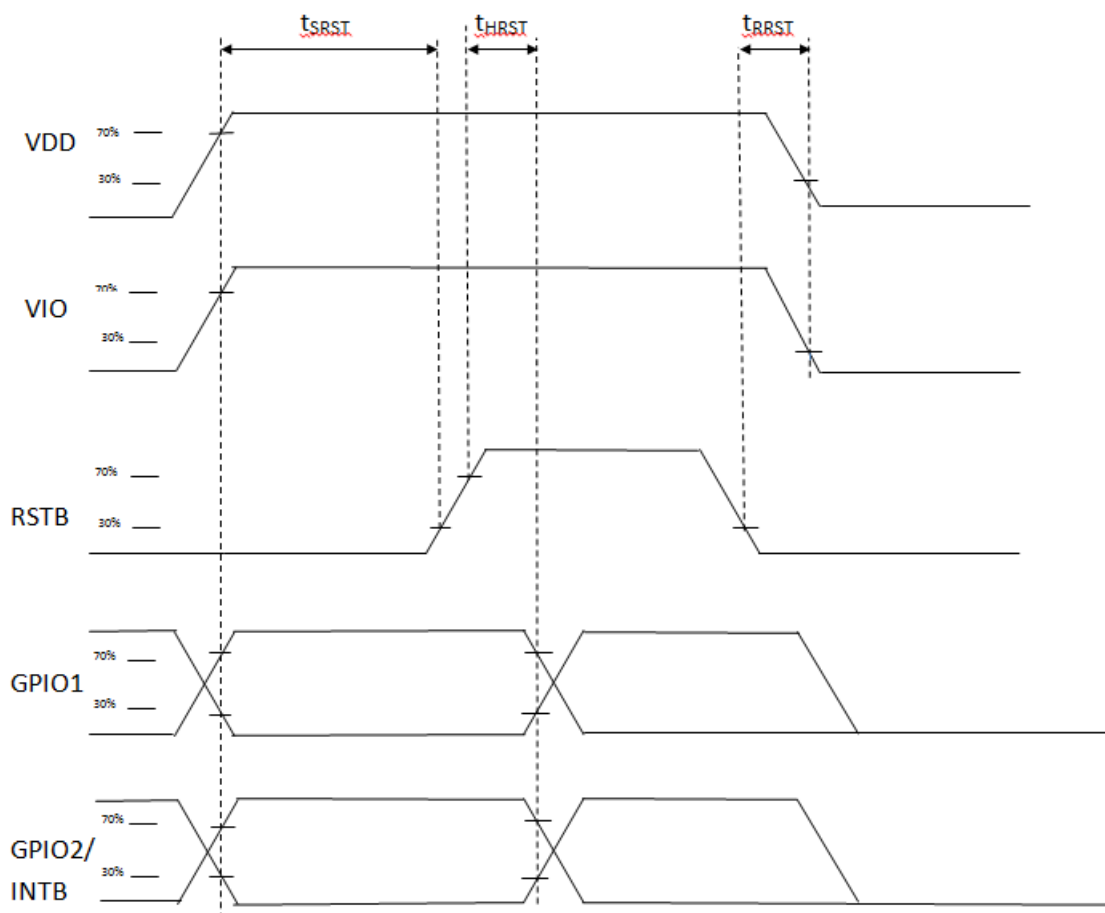 tSRST tHRST tRRST
VDD
70%
30%
VIO
70%
30%
RSTB
70%
30%
GPIO1
70%
30%
GPIO2/
INTB
70%
30%